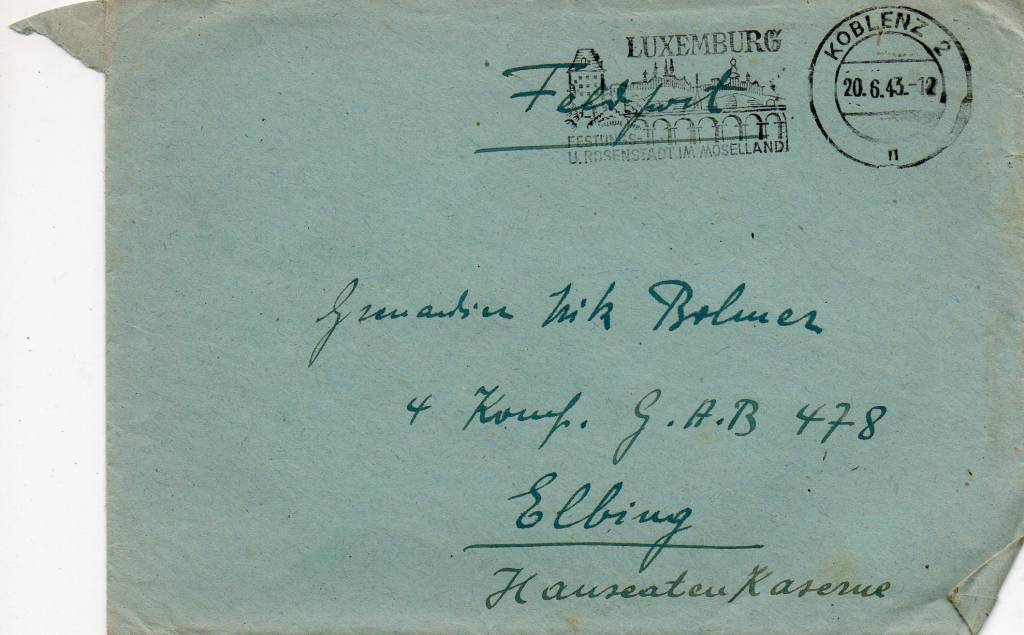 LUXEMBURG
FESTUNGS-
U. ROSENSTADT IM MOSELLAND
KOBLENZ 2
20.6.43.-12
n
Feldpost
Grenadier Nik Bolmer
4 Komp. G.A.B 478
Elbing
Hanseaten Kaserne